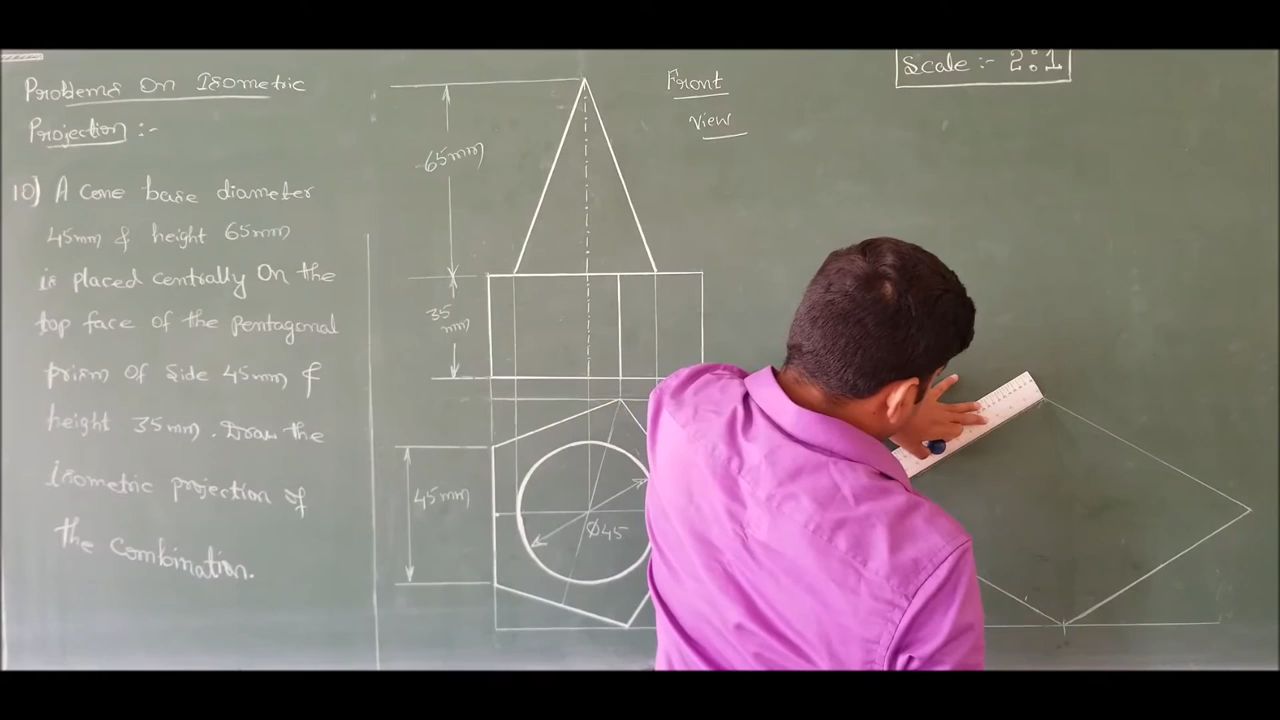 Problems On Isometric
Projection :-
10) A Cone base diameter
45mm & height 65mm
is placed centrally On the
top face of the pentagonal
prism of Side 45mm &
height 35mm. Draw the
isometric projection of
the Combination.
65mm
35
mm
45mm
Ø45
Front
View
Scale :- 2:1